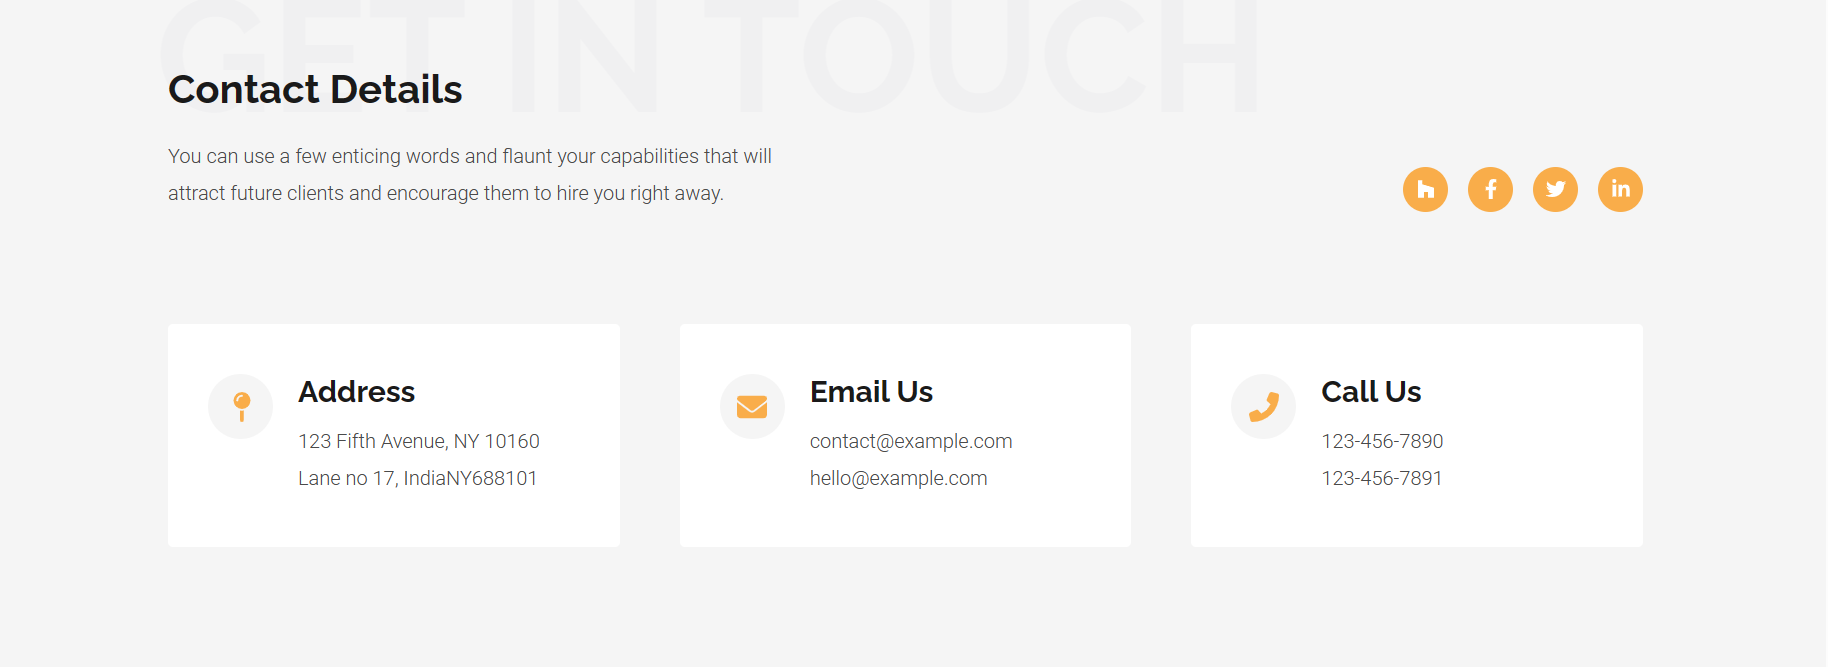 GET IN TOUCH
Contact Details
You can use a few enticing words and flaunt your capabilities that will
attract future clients and encourage them to hire you right away.
Address
123 Fifth Avenue, NY 10160
Lane no 17, IndiaNY688101
Email Us
contact@example.com
hello@example.com
Call Us
123-456-7890
123-456-7891